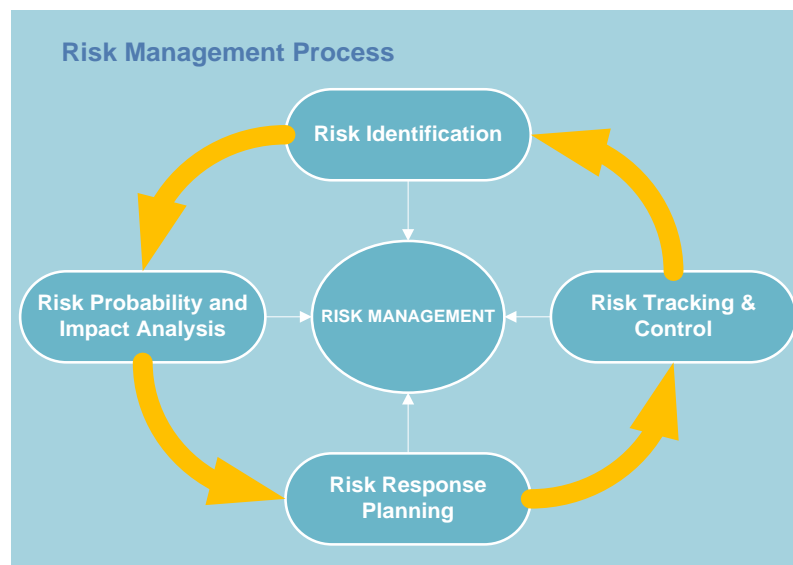 Risk Management Process
Risk Identification
Risk Probability and
Impact Analysis
RISK MANAGEMENT
Risk Tracking &
Control
Risk Response
Planning